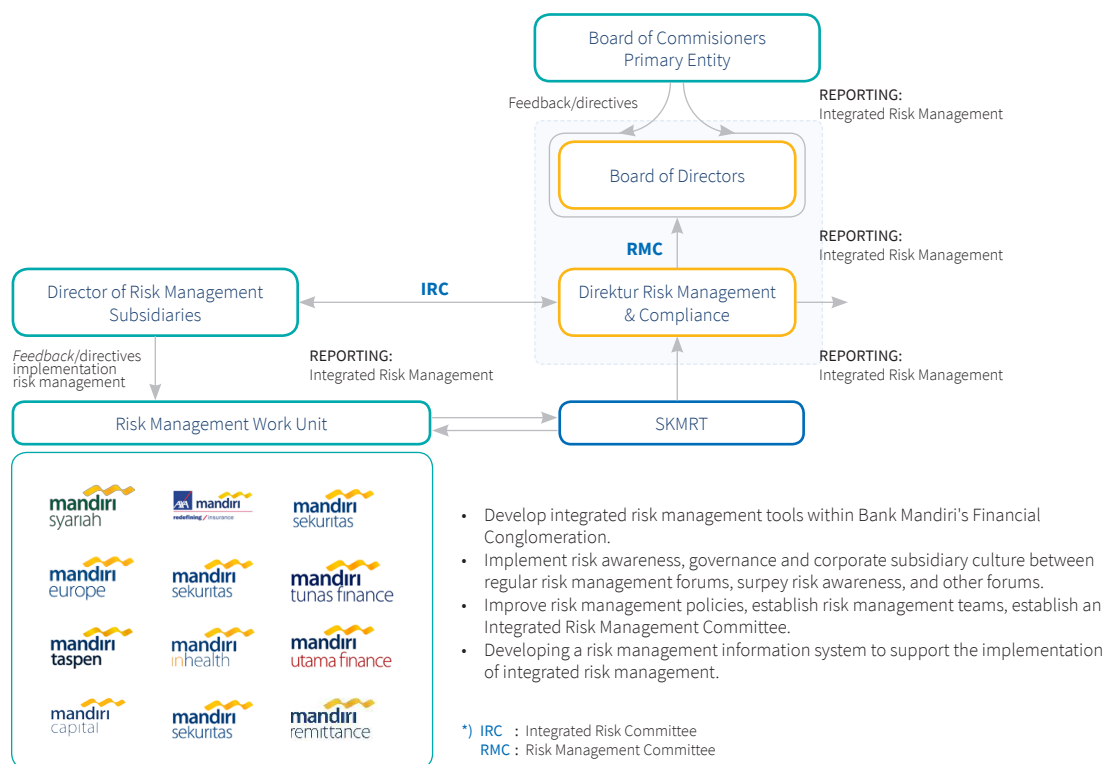 Board of Commisioners
Primary Entity
Feedback/directives
REPORTING:
Integrated Risk Management
Board of Directors
RMC
REPORTING:
Integrated Risk Management
Director of Risk Management
Subsidiaries
IRC
Direktur Risk Management
& Compliance
Feedback/directives
implementation
risk management
REPORTING:
Integrated Risk Management
REPORTING:
Integrated Risk Management
Risk Management Work Unit
SKMRT
mandiri
syariah
AXA mandiri
redefining / insurance
mandiri
sekuritas
mandiri
europe
mandiri
sekuritas
mandiri
tunas finance
mandiri
taspen
mandiri
inhealth
mandiri
utama finance
mandiri
capital
mandiri
sekuritas
mandiri
remittance
• Develop integrated risk management tools within Bank Mandiri's Financial
Conglomeration.
• Implement risk awareness, governance and corporate subsidiary culture between
regular risk management forums, surpey risk awareness, and other forums.
• Improve risk management policies, establish risk management teams, establish an
Integrated Risk Management Committee.
• Developing a risk management information system to support the implementation
of integrated risk management.
*) IRC : Integrated Risk Committee
RMC : Risk Management Committee